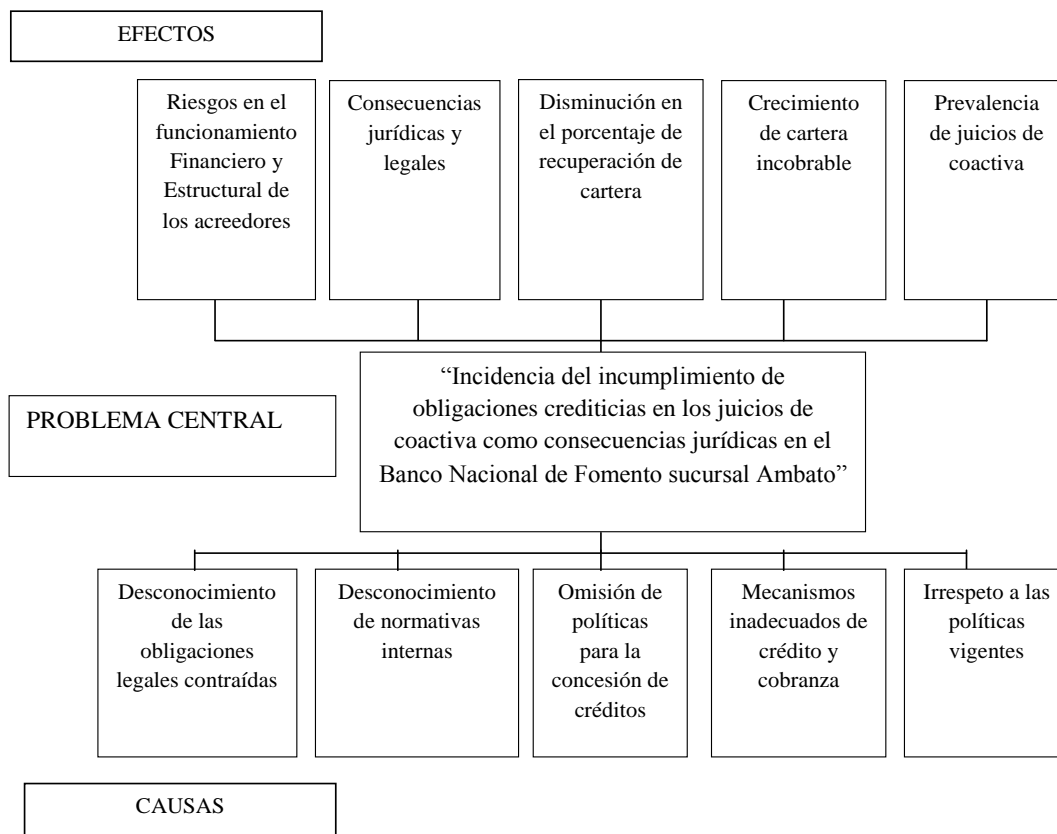 EFECTOS
Riesgos en el
funcionamiento
Financiero y
Estructural de
los acreedores
Consecuencias
jurídicas y
legales
Disminución en
el porcentaje de
recuperación de
cartera
Crecimiento
de cartera
incobrable
Prevalencia
de juicios de
coactiva
PROBLEMA CENTRAL
“Incidencia del incumplimiento de
obligaciones crediticias en los juicios de
coactiva como consecuencias jurídicas en el
Banco Nacional de Fomento sucursal Ambato”
Desconocimiento
de las
obligaciones
legales contraídas
Desconocimiento
de normativas
internas
Omisión de
políticas
para la
concesión de
créditos
Mecanismos
inadecuados de
crédito y
cobranza
Irrespeto a las
políticas
vigentes
CAUSAS